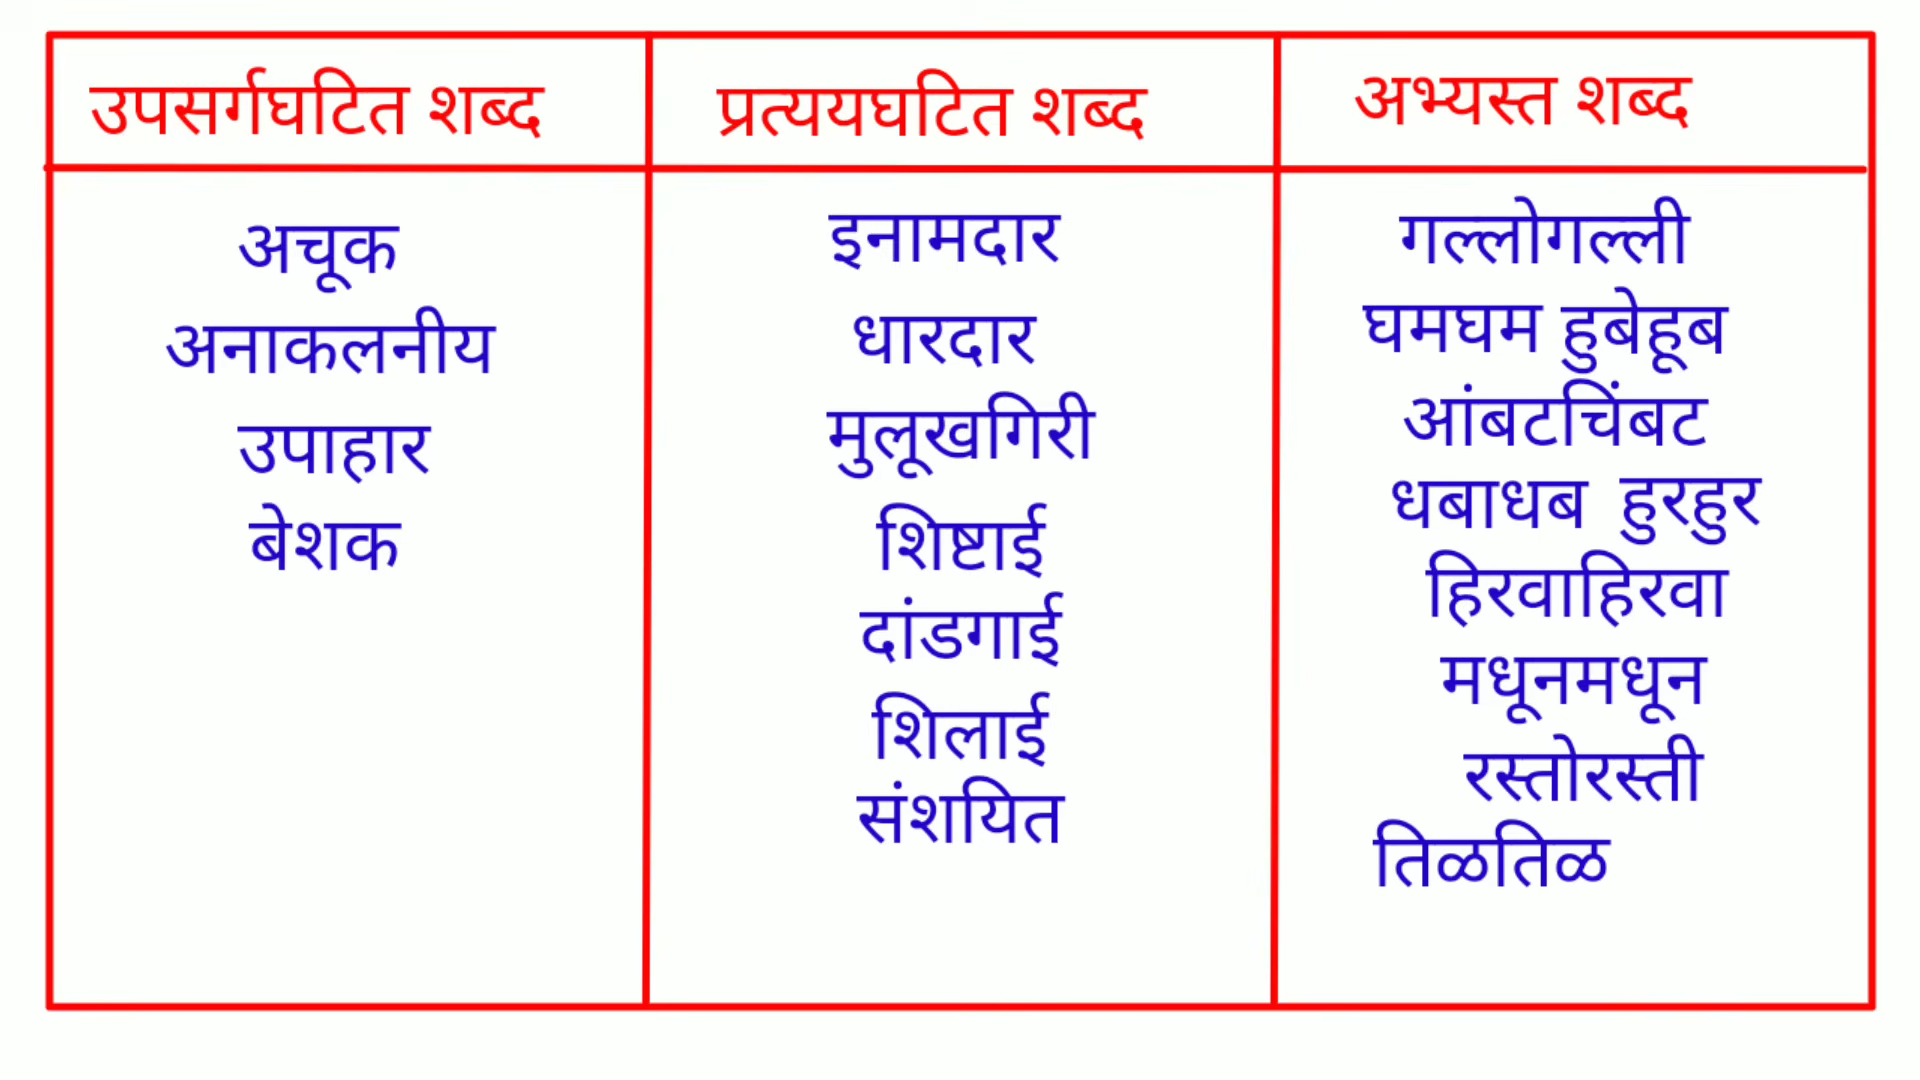 उपसर्गघटित शब्द
प्रत्ययघटित शब्द
अभ्यस्त शब्द
अचूक
अनाकलनीय
उपाहार
बेशक
इनामदार
धारदार
मुलूखगिरी
शिष्टाई
दांडगाई
शिलाई
संशयित
गल्लोगल्ली
घमघम हुबेहूब
आंबटचिंबट
धबाधब हुरहुर
हिरवाहिरवा
मधूनमधून
रस्तोरस्ती
तिळतिळ